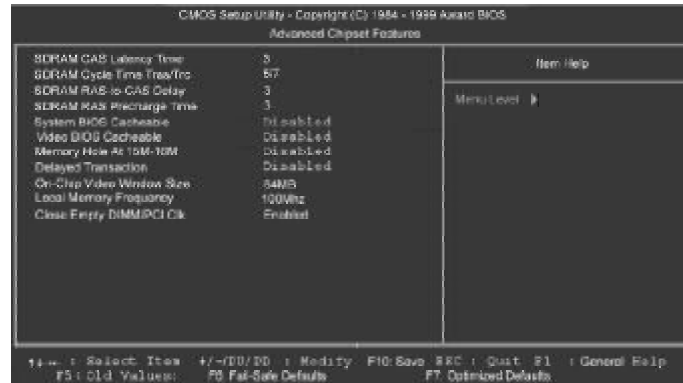 CMOS Setup Utility - Copyright (C) 1984 - 1999 Award BIOS
Advanced Chipset Features
SDRAM CAS Latency Time 3
SDRAM Cycle Time Tras/Trc 6/7
SDRAM RAS-to-CAS Delay 3
SDRAM RAS Precharge Time 3
System BIOS Cacheable Disabled
Video BIOS Cacheable Disabled
Memory Hole At 15M-16M Disabled
Delayed Transaction Disabled
On-Chip Video Window Size 64MB
Local Memory Frequency 100Mhz
Close Empty DIMM/PCI Clk Enabled
Item Help
Menu Level
: Select Item +/-/PU/PD : Modify F10: Save ESC : Quit F1 : General Help
F5: Old Values: F6: Fail-Safe Defaults F7: Optimized Defaults